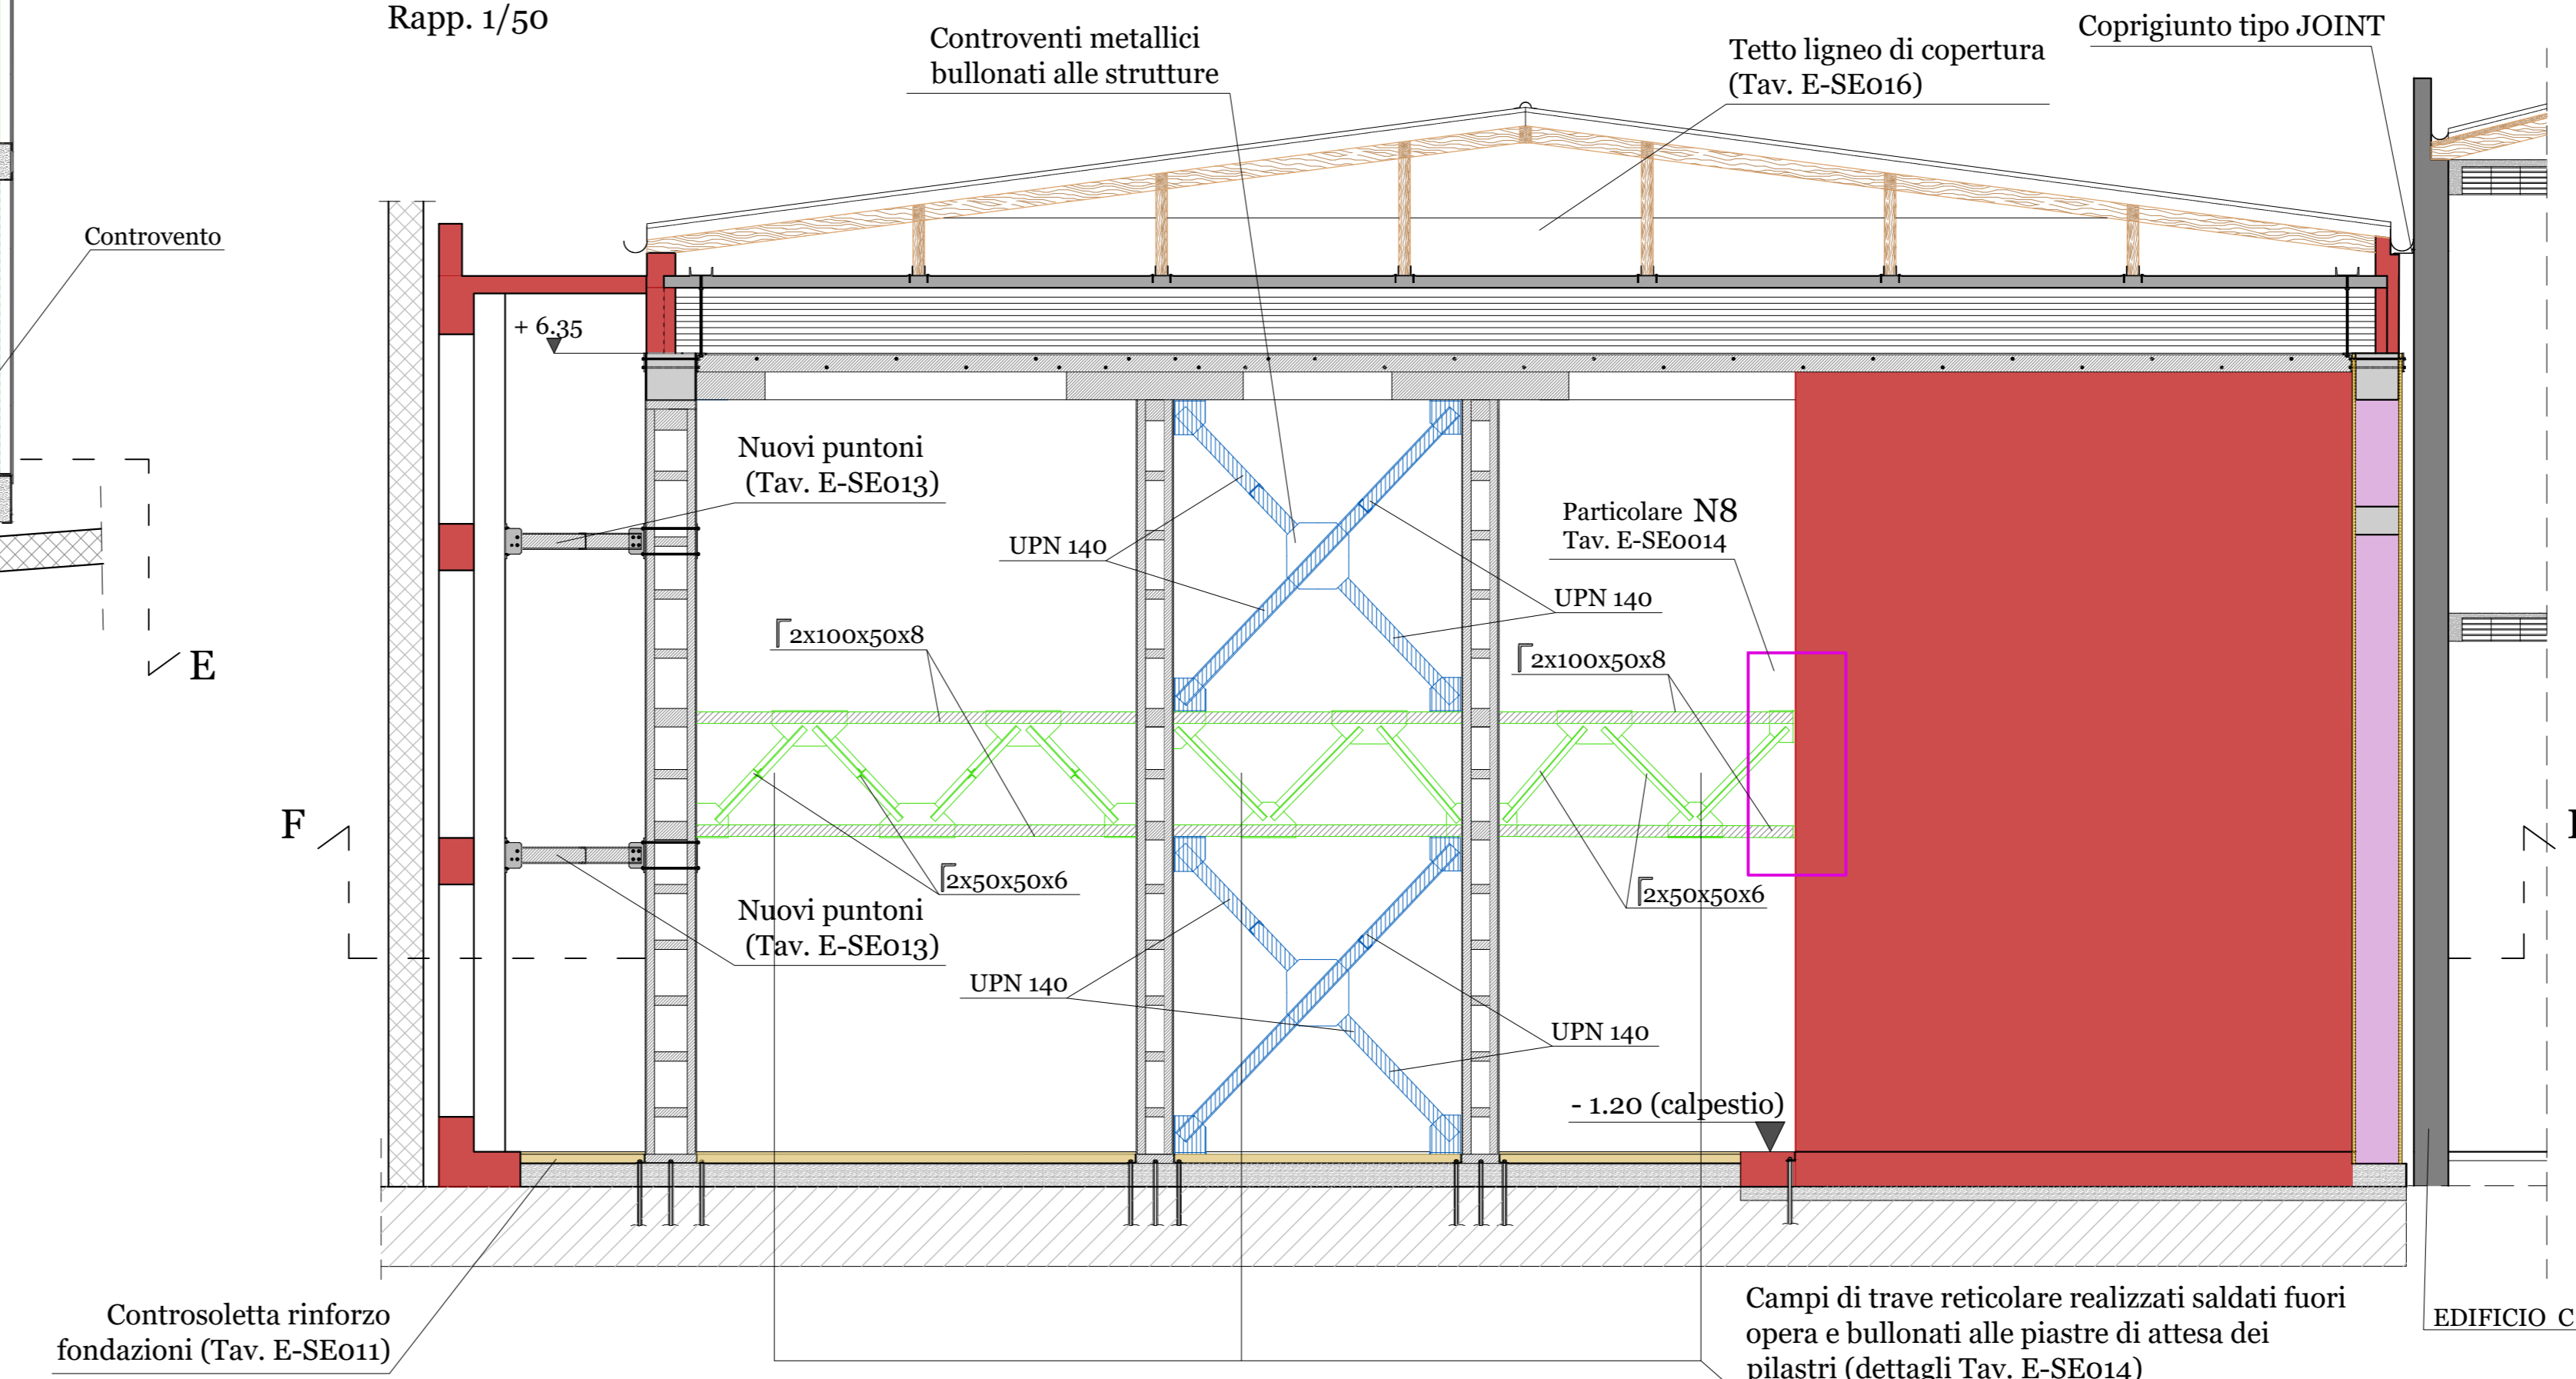 Rapp. 1/50
Controventi metallici
bullonati alle strutture
Tetto ligneo di copertura
(Tav. E-SE016)
Coprigiunto tipo JOINT
Controvento
+ 6.35
Nuovi puntoni
(Tav. E-SE013)
UPN 140
Particolare N8
Tav. E-SE0014
UPN 140
2x100x50x8
2x100x50x8
E
F
2x50x50x6
2x50x50x6
Nuovi puntoni
(Tav. E-SE013)
UPN 140
UPN 140
- 1.20 (calpestio)
Controsoletta rinforzo
fondazioni (Tav. E-SE011)
Campi di trave reticolare realizzati saldati fuori
opera e bullonati alle piastre di attesa dei
pilastri (dettagli Tav. E-SE014)
EDIFICIO C